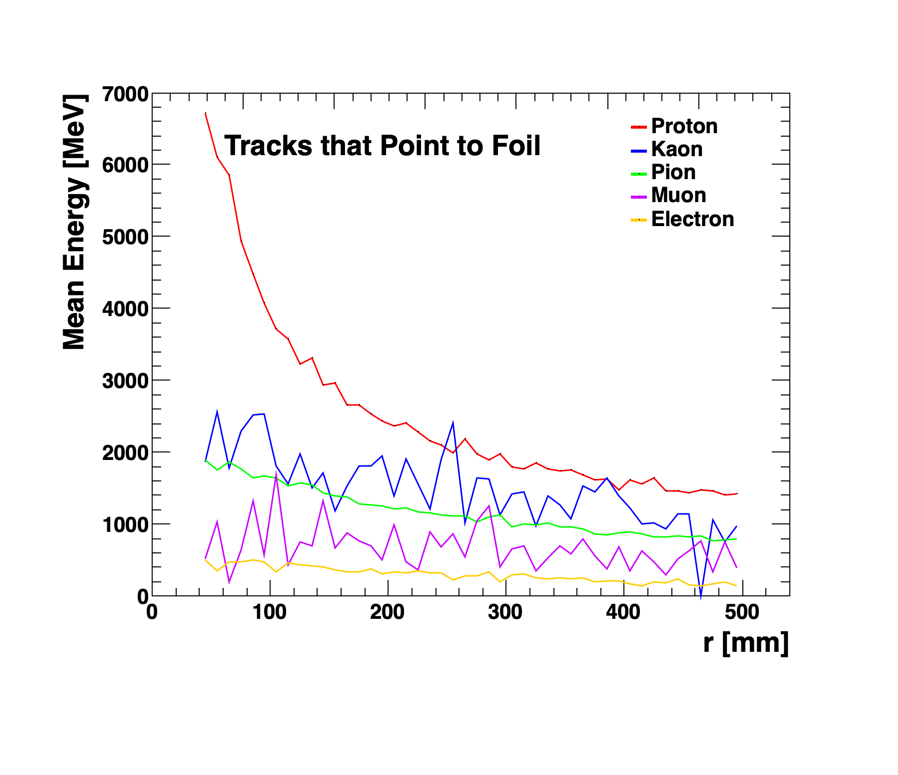 Mean Energy [MeV]
7000
6000
5000
4000
3000
2000
1000
0
Tracks that Point to Foil
Proton
Kaon
Pion
Muon
Electron
0 100 200 300 400 500
r [mm]